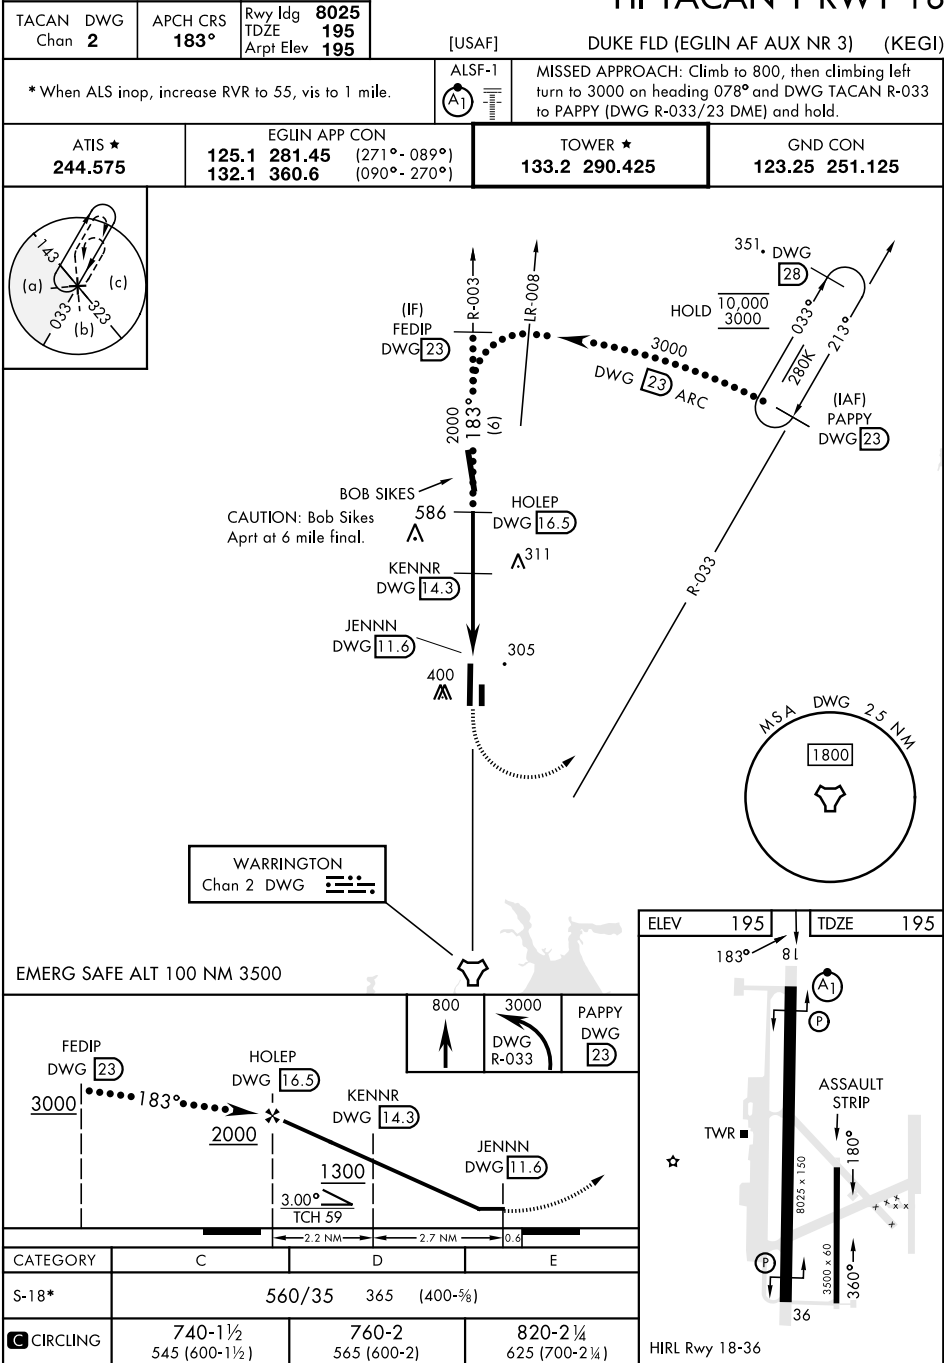 HI-TACAN Y RWY 18
TACAN DWG
Chan 2
APCH CRS
183°
Rwy ldg 8025
TDZE 195
Arpt Elev 195
[USAF]
DUKE FLD (EGLIN AF AUX NR 3) (KEGI)
* When ALS inop, increase RVR to 55, vis to 1 mile.
ALSF-1
A1
MISSED APPROACH: Climb to 800, then climbing left
turn to 3000 on heading 078° and DWG TACAN R-033
to PAPPY (DWG R-033/23 DME) and hold.
ATIS ★
244.575
EGLIN APP CON
125.1 281.45 (271°- 089°)
132.1 360.6 (090°- 270°)
TOWER ★
133.2 290.425
GND CON
123.25 251.125
143
(a)
(c)
033
(b)
323
R-003
LR-008
(IF)
FEDIP
DWG 23
351
DWG
28
HOLD 10,000
3000
033°
213°
280K
3000
DWG 23 ARC
(IAF)
PAPPY
DWG 23
2000
183°
(6)
BOB SIKES
CAUTION: Bob Sikes
Aprt at 6 mile final.
586
HOLEP
DWG 16.5
311
KENNR
DWG 14.3
R-033
JENNN
DWG 11.6
305
400
MSA DWG 25 NM
1800
WARRINGTON
Chan 2 DWG
EMERG SAFE ALT 100 NM 3500
ELEV 195
TDZE 195
183°
18
A1
P
ASSAULT
STRIP
TWR
180°
8025 x 150
3500 x 60
360°
P
36
HIRL Rwy 18-36
800
3000
DWG
R-033
PAPPY
DWG
23
FEDIP
DWG 23
3000
183°
HOLEP
DWG 16.5
2000
KENNR
DWG 14.3
1300
JENNN
DWG 11.6
3.00°
TCH 59
2.2 NM
2.7 NM
0.6
CATEGORY C D E
S-18* 560/35 365 (400-⅝)
C CIRCLING
740-1½
545 (600-1½)
760-2
565 (600-2)
820-2¼
625 (700-2¼)